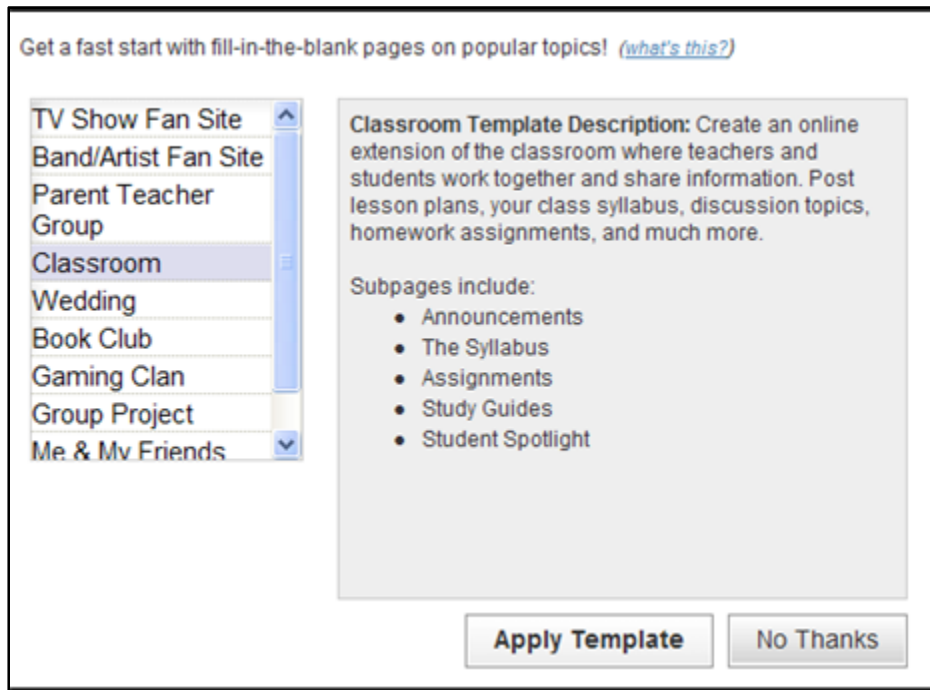 Get a fast start with fill-in-the-blank pages on popular topics! (what's this?)
TV Show Fan Site
Band/Artist Fan Site
Parent Teacher
Group
Classroom
Wedding
Book Club
Gaming Clan
Group Project
Me & My Friends
Classroom Template Description: Create an online
extension of the classroom where teachers and
students work together and share information. Post
lesson plans, your class syllabus, discussion topics,
homework assignments, and much more.
Subpages include:
● Announcements
● The Syllabus
● Assignments
● Study Guides
● Student Spotlight
Apply Template
No Thanks